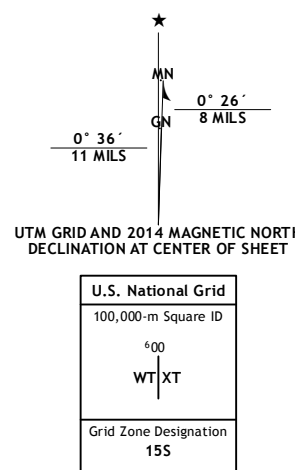 ★
MN
GN
0° 26´
8 MILS
0° 36´
11 MILS
UTM GRID AND 2014 MAGNETIC NORTH
DECLINATION AT CENTER OF SHEET
U.S. National Grid
100,000-m Square ID
⁶00
WT XT
Grid Zone Designation
15S